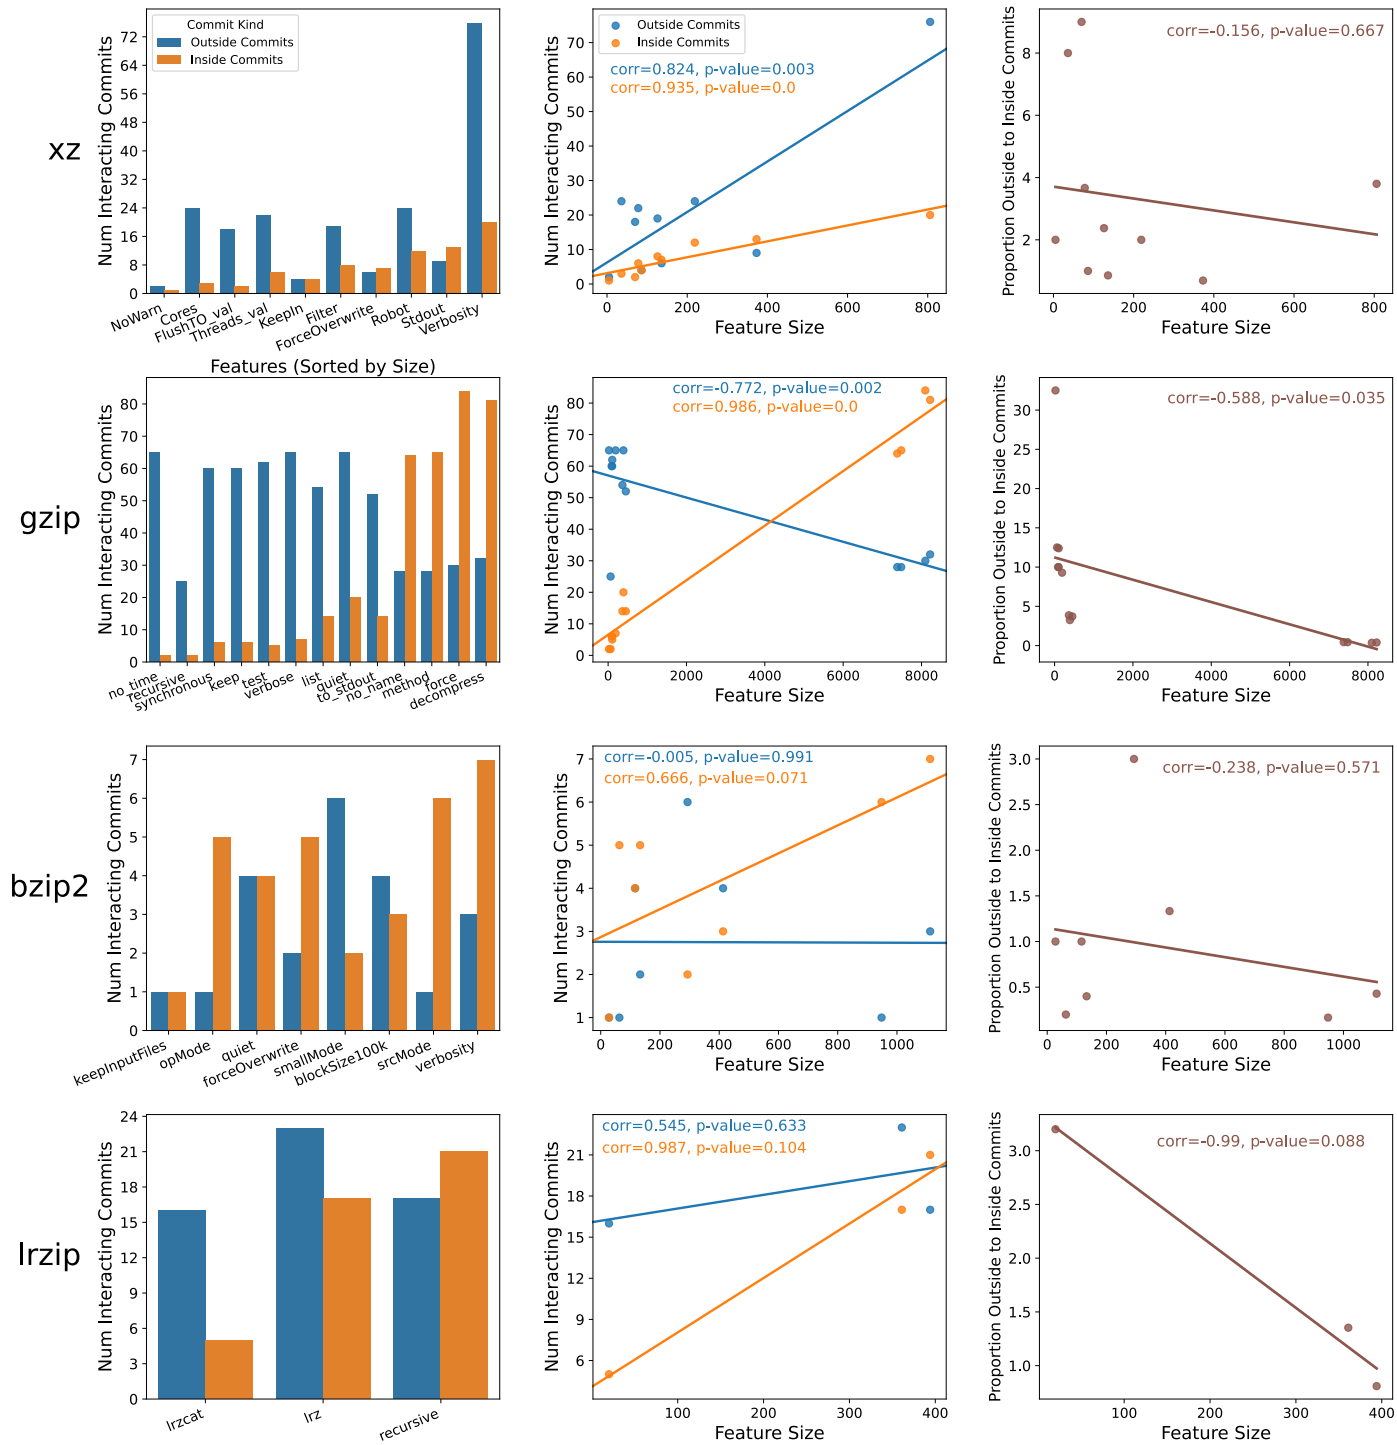 xz
Num Interacting Commits
72
64
56
48
40
32
24
16
8
0
Commit Kind
Outside Commits
Inside Commits
NoWarn
Cores
FlushTO_val
Threads_val
KeepIn
Filter
ForceOverwrite
Robot
Stdout
Verbosity
Features (Sorted by Size)
Num Interacting Commits
70
60
50
40
30
20
10
0
Outside Commits
Inside Commits
corr=0.824, p-value=0.003
corr=0.935, p-value=0.0
0 200 400 600 800
Feature Size
Proportion Outside to Inside Commits
8
6
4
2
corr=-0.156, p-value=0.667
0 200 400 600 800
Feature Size
gzip
Num Interacting Commits
80
70
60
50
40
30
20
10
0
no_time
recursive
synchronous
keep
test
verbose
list
quiet
to_stdout
no_name
method
force
decompress
Num Interacting Commits
80
70
60
50
40
30
20
10
0
corr=-0.772, p-value=0.002
corr=0.986, p-value=0.0
0 2000 4000 6000 8000
Feature Size
Proportion Outside to Inside Commits
30
25
20
15
10
5
0
corr=-0.588, p-value=0.035
0 2000 4000 6000 8000
Feature Size
bzip2
Num Interacting Commits
7
6
5
4
3
2
1
0
keepInputFiles
opMode
quiet
forceOverwrite
smallMode
blockSize100k
srcMode
verbosity
Num Interacting Commits
7
6
5
4
3
2
1
corr=-0.005, p-value=0.991
corr=0.666, p-value=0.071
0 200 400 600 800 1000
Feature Size
Proportion Outside to Inside Commits
3.0
2.5
2.0
1.5
1.0
0.5
corr=-0.238, p-value=0.571
0 200 400 600 800 1000
Feature Size
lrzip
Num Interacting Commits
24
21
18
15
12
9
6
3
0
lrzcat
lrz
recursive
Num Interacting Commits
21
18
15
12
9
6
corr=0.545, p-value=0.633
corr=0.987, p-value=0.104
100 200 300 400
Feature Size
Proportion Outside to Inside Commits
3.0
2.5
2.0
1.5
1.0
corr=-0.99, p-value=0.088
100 200 300 400
Feature Size